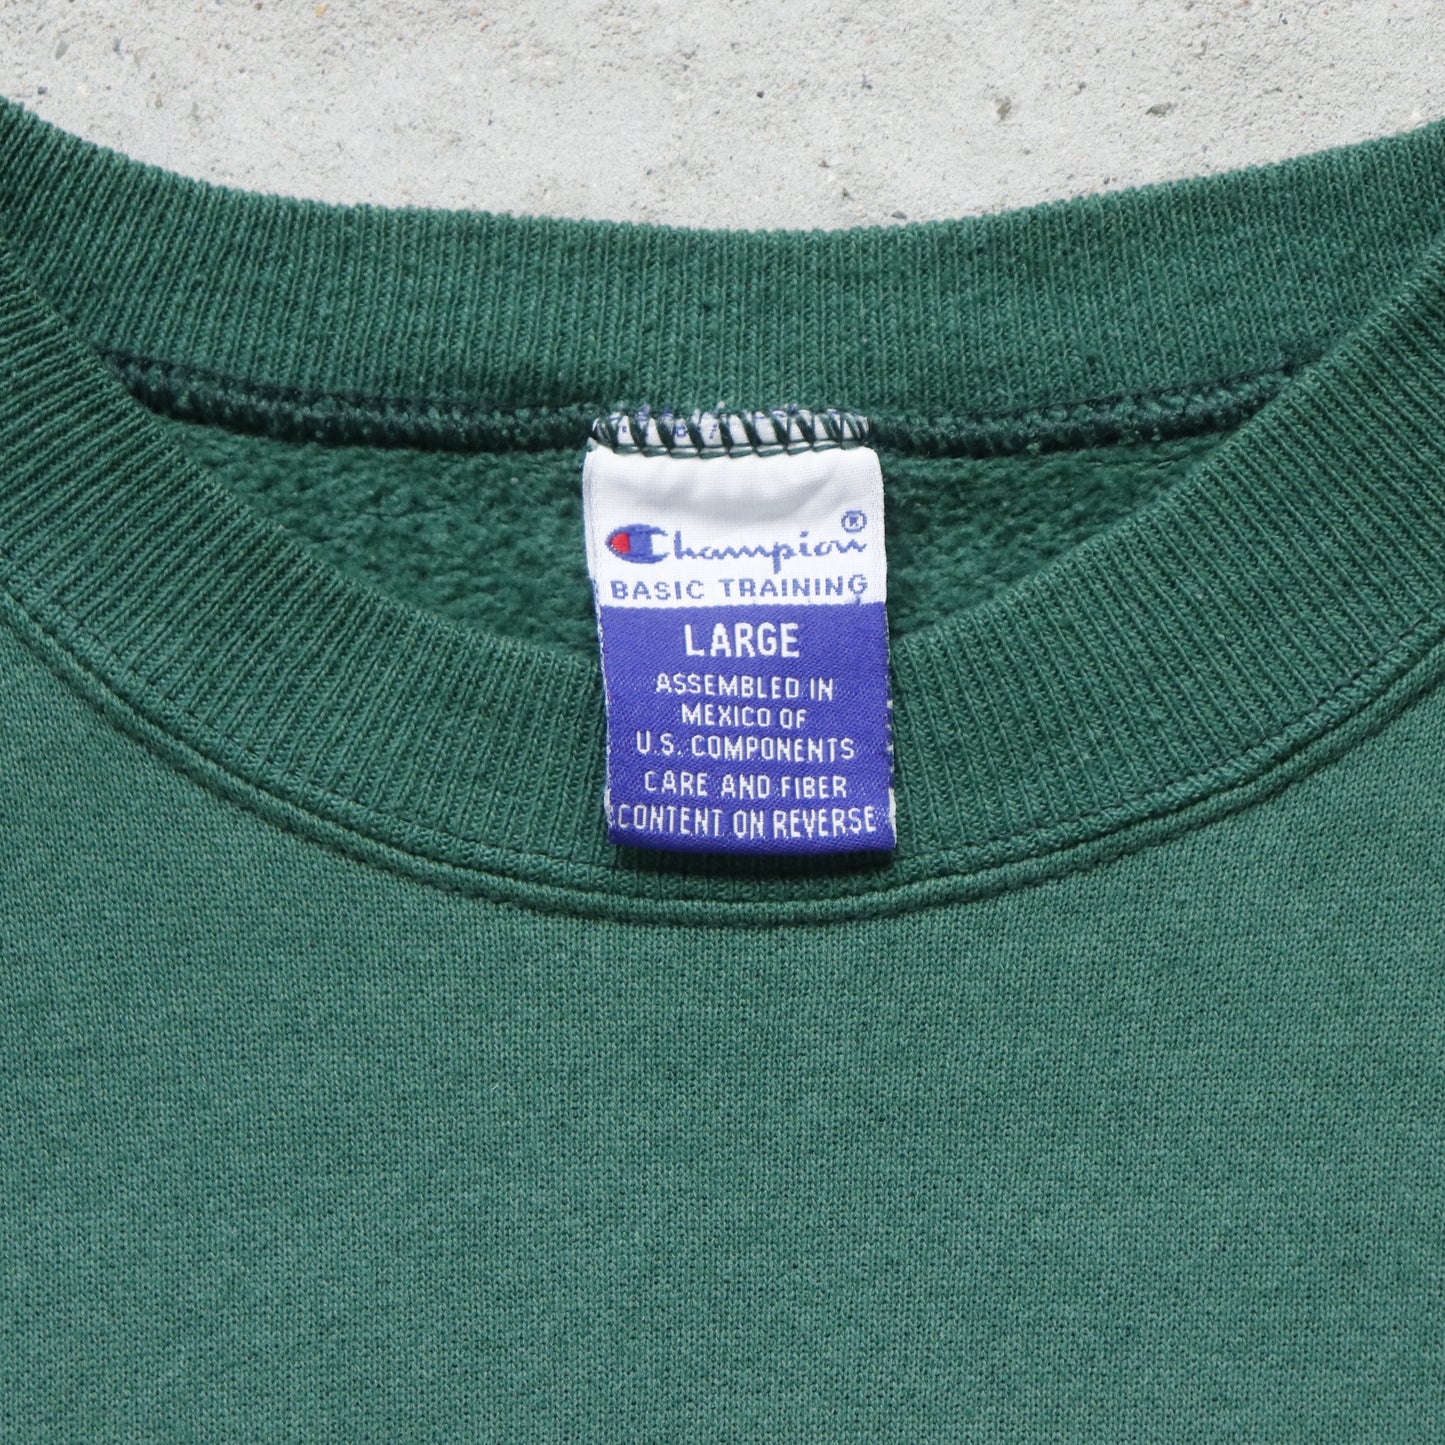 Champion®
BASIC TRAINING
LARGE
ASSEMBLED IN
MEXICO OF
U.S. COMPONENTS
CARE AND FIBER
CONTENT ON REVERSE